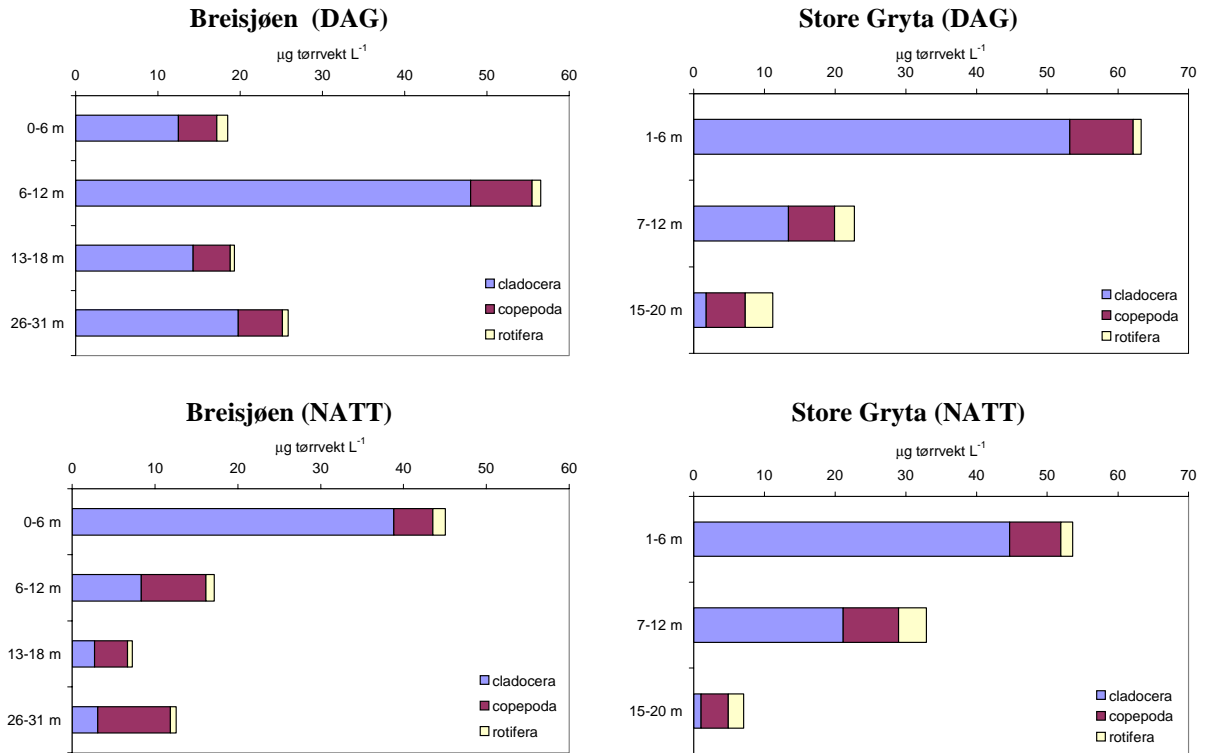 Breisjøen (DAG)
µg tørrvekt L-1
0 10 20 30 40 50 60
0-6 m
6-12 m
13-18 m
26-31 m
cladocera
copepoda
rotifera
Store Gryta (DAG)
µg tørrvekt L-1
0 10 20 30 40 50 60 70
1-6 m
7-12 m
15-20 m
cladocera
copepoda
rotifera
Breisjøen (NATT)
µg tørrvekt L-1
0 10 20 30 40 50 60
0-6 m
6-12 m
13-18 m
26-31 m
cladocera
copepoda
rotifera
Store Gryta (NATT)
µg tørrvekt L-1
0 10 20 30 40 50 60 70
1-6 m
7-12 m
15-20 m
cladocera
copepoda
rotifera